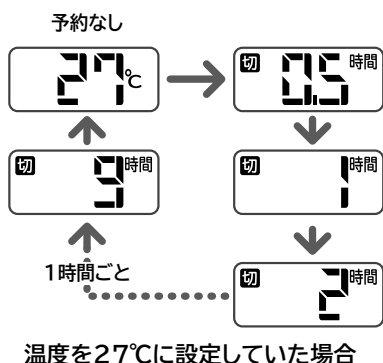 予約なし
27℃
切 0.5 時間
切 9 時間
切 1 時間
1時間ごと
切 2 時間
温度を27℃に設定していた場合